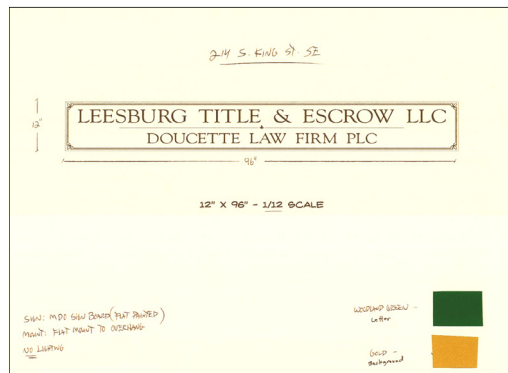 214 S. KING ST. SE
12"
LEESBURG TITLE & ESCROW LLC
DOUCETTE LAW FIRM PLC
96"
12" X 96" - 1/12 SCALE
SIGN: MDO SIGN BOARD (FLAT PAINTED)
MOUNT: FLAT MOUNT TO OVERHANG
NO LIGHTING
WOODLAND GREEN -
Letter
GOLD -
Background